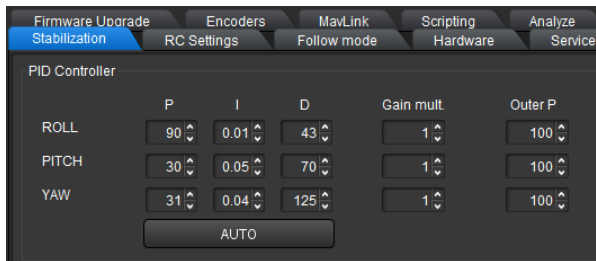 Firmware Upgrade Encoders MavLink Scripting Analyze
Stabilization RC Settings Follow mode Hardware Service
PID Controller
P I D Gain mult. Outer P
ROLL 90 0.01 43 1 100
PITCH 30 0.05 70 1 100
YAW 31 0.04 125 1 100
AUTO